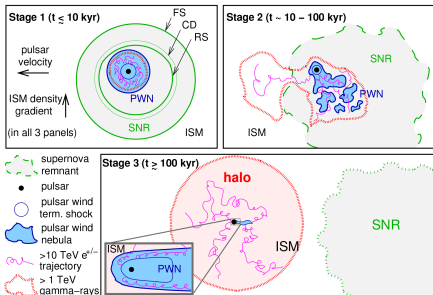 Stage 1 (t ≲ 10 kyr)
FS
CD
RS
pulsar
velocity
ISM density
gradient
(in all 3 panels)
PWN
SNR
ISM
Stage 2 (t ~ 10 − 100 kyr)
SNR
PWN
ISM
supernova
remnant
pulsar
pulsar wind
term. shock
pulsar wind
nebula
>10 TeV e+/−
trajectory
> 1 TeV
gamma−rays
Stage 3 (t ≳ 100 kyr)
halo
ISM
SNR
ISM
PWN